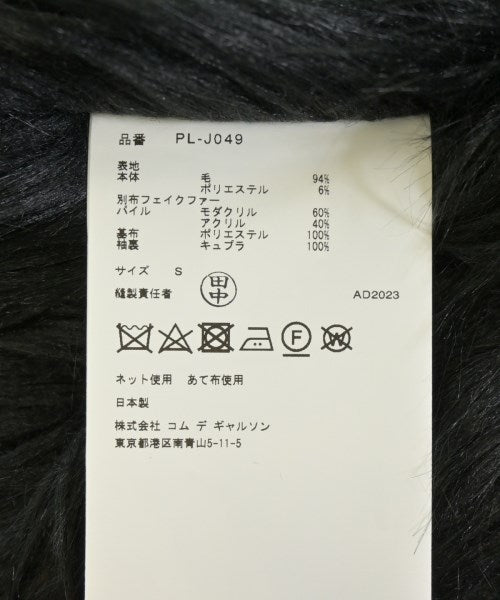 品番 PL-J049
表地
本体 毛 94%
ポリエステル 6%
別布フェイクファー
パイル モダクリル 60%
アクリル 40%
基布 ポリエステル 100%
袖裏 キュプラ 100%
サイズ S
縫製責任者 田中 AD2023
F W
ネット使用 あて布使用
日本製
株式会社 コム デ ギャルソン
東京都港区南青山5-11-5